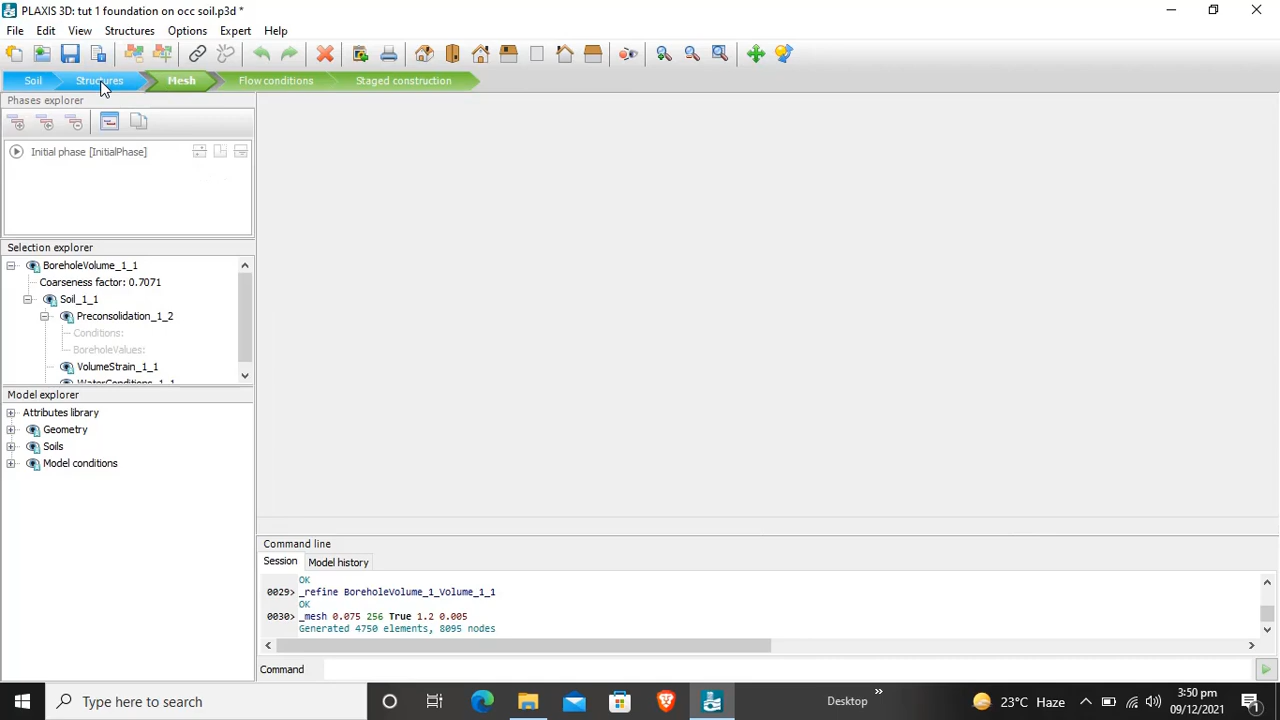 PLAXIS 3D: tut 1 foundation on occ soil.p3d *
File Edit View Structures Options Expert Help
Soil Structures Mesh Flow conditions Staged construction
Phases explorer
Initial phase [InitialPhase]
Selection explorer
BoreholeVolume_1_1
Coarseness factor: 0.7071
Soil_1_1
Preconsolidation_1_2
Conditions:
BoreholeValues:
VolumeStrain_1_1
WaterConditions_1_1
Model explorer
Attributes library
Geometry
Soils
Model conditions
Command line
Session Model history
OK
0029> _refine BoreholeVolume_1_Volume_1_1
OK
0030> _mesh 0.075 256 True 1.2 0.005
Generated 4750 elements, 8095 nodes
Command
Type here to search
Desktop
23°C Haze
3:50 pm
09/12/2021
1